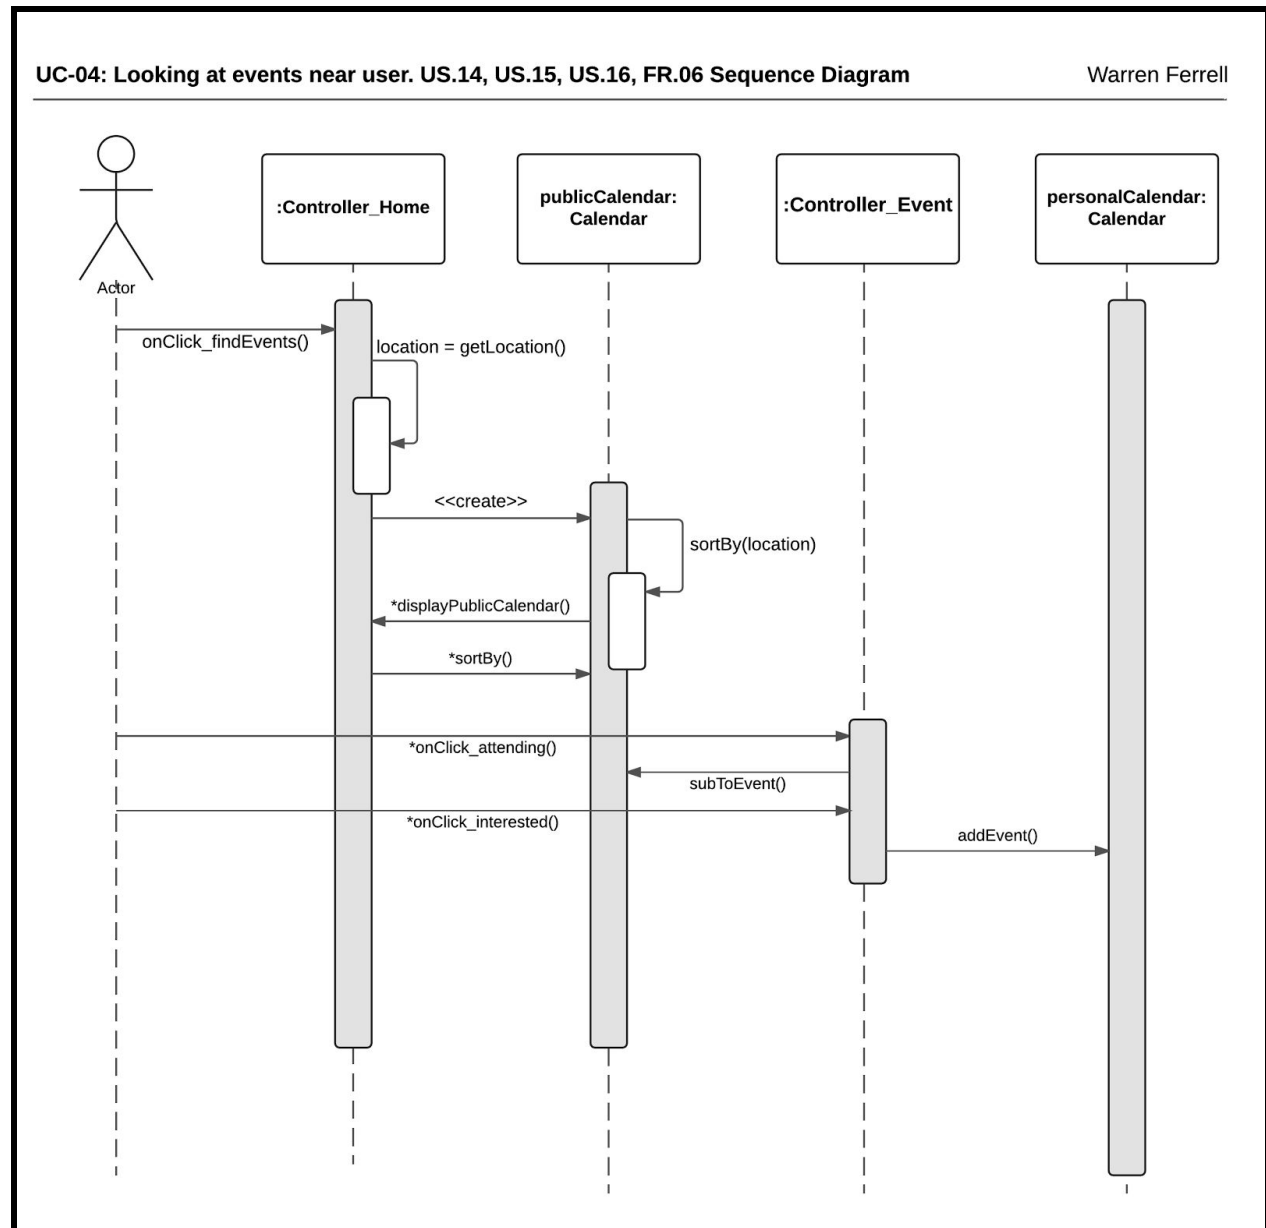 UC-04: Looking at events near user. US.14, US.15, US.16, FR.06 Sequence Diagram
Warren Ferrell
:Controller_Home
publicCalendar:
Calendar
:Controller_Event
personalCalendar:
Calendar
Actor
onClick_findEvents()
location = getLocation()
<<create>>
sortBy(location)
*displayPublicCalendar()
*sortBy()
*onClick_attending()
subToEvent()
*onClick_interested()
addEvent()